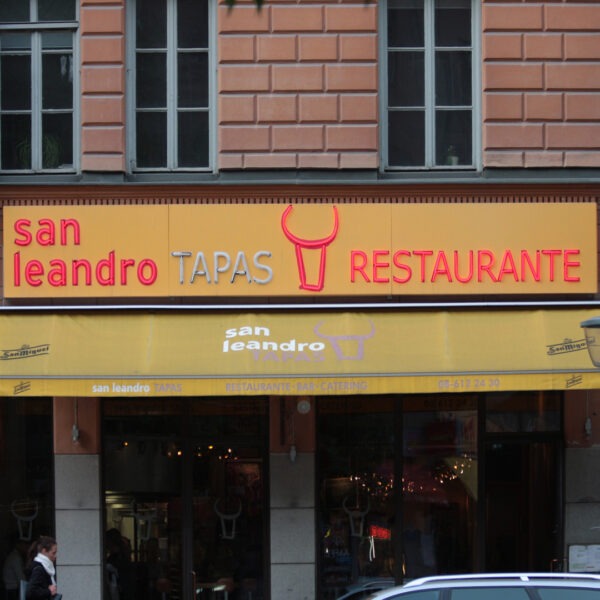 san
leandro TAPAS RESTAURANTE
san
leandro
TAPAS
San Miguel
San Miguel
san leandro TAPAS RESTAURANTE·BAR·CATERING 08-612 24 30